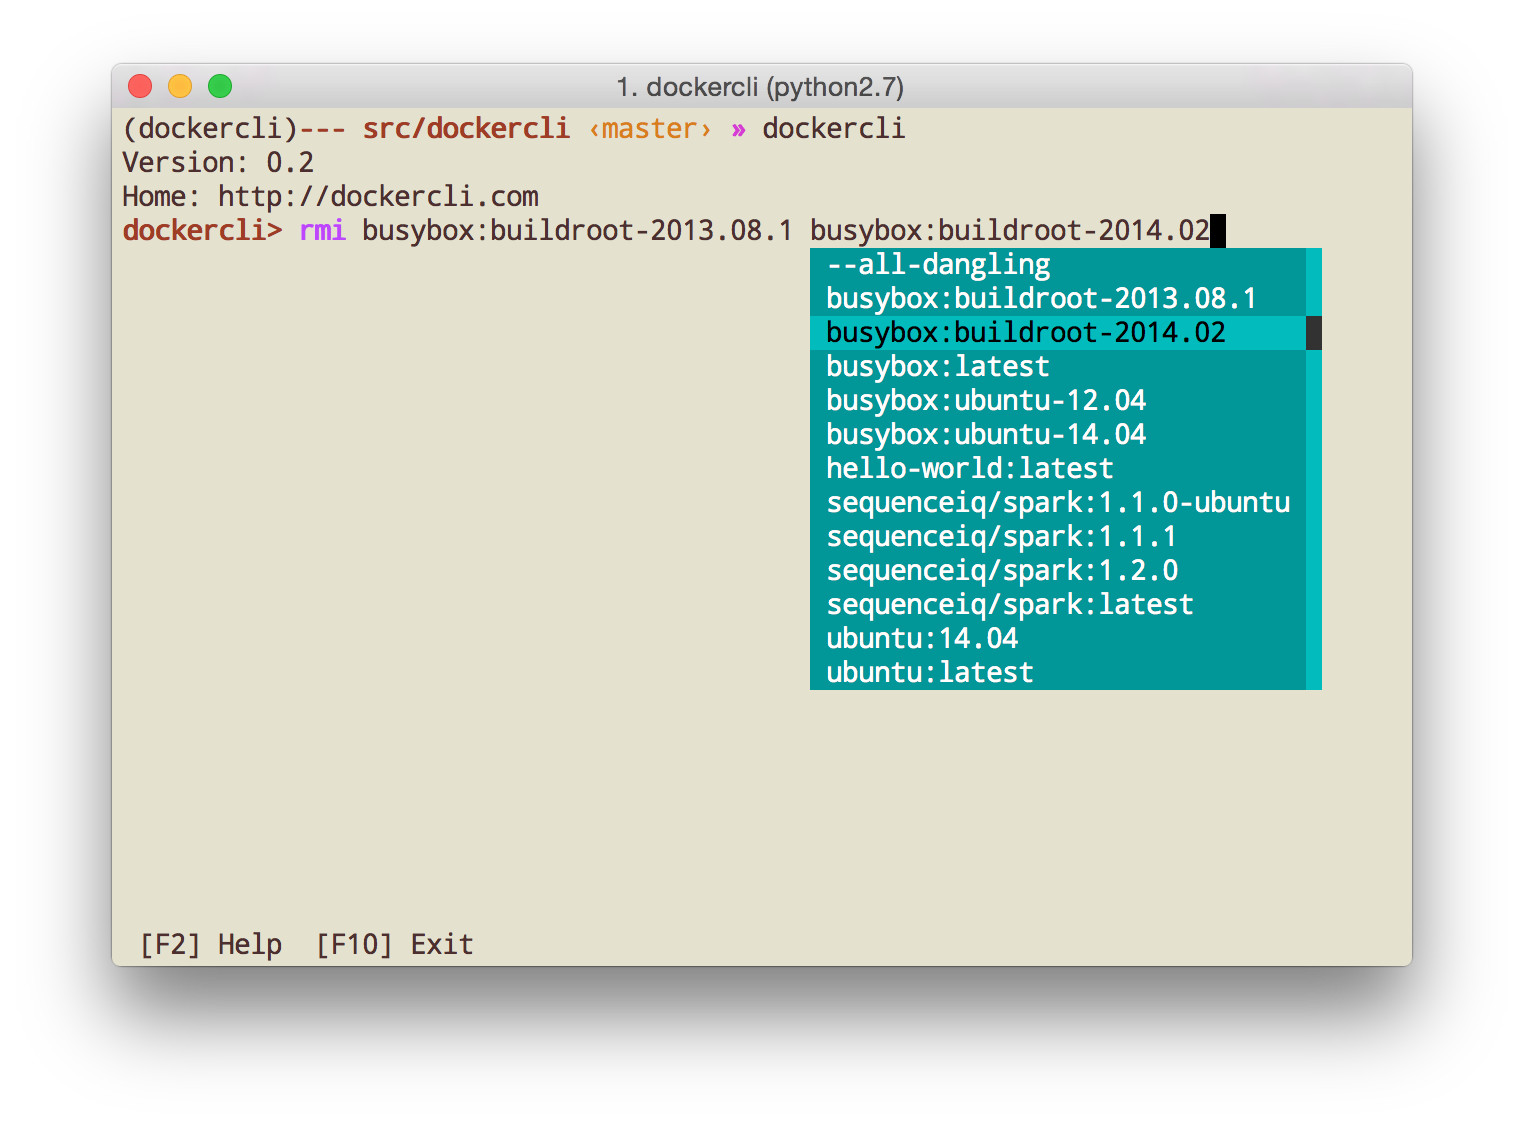 1. dockercli (python2.7)
(dockercli)--- src/dockercli ‹master› » dockercli
Version: 0.2
Home: http://dockercli.com
dockercli> rmi busybox:buildroot-2013.08.1 busybox:buildroot-2014.02
--all-dangling
busybox:buildroot-2013.08.1
busybox:buildroot-2014.02
busybox:latest
busybox:ubuntu-12.04
busybox:ubuntu-14.04
hello-world:latest
sequenceiq/spark:1.1.0-ubuntu
sequenceiq/spark:1.1.1
sequenceiq/spark:1.2.0
sequenceiq/spark:latest
ubuntu:14.04
ubuntu:latest
[F2] Help [F10] Exit